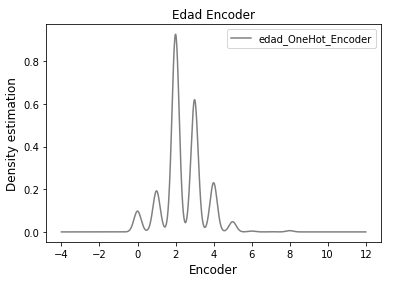 Edad Encoder
edad_OneHot_Encoder
Density estimation
0.8
0.6
0.4
0.2
0.0
−4 −2 0 2 4 6 8 10 12
Encoder